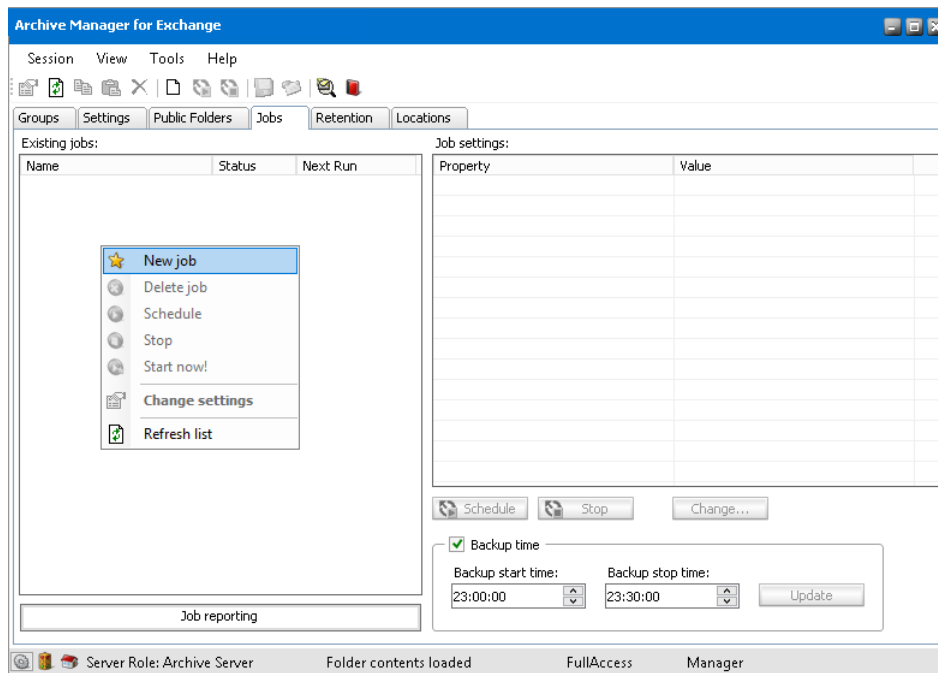 Archive Manager for Exchange
Session View Tools Help
Groups Settings Public Folders Jobs Retention Locations
Existing jobs:
Name Status Next Run
New job
Delete job
Schedule
Stop
Start now!
Change settings
Refresh list
Job reporting
Job settings:
Property Value
Schedule Stop Change...
Backup time
Backup start time: Backup stop time:
23:00:00 23:30:00 Update
Server Role: Archive Server Folder contents loaded FullAccess Manager